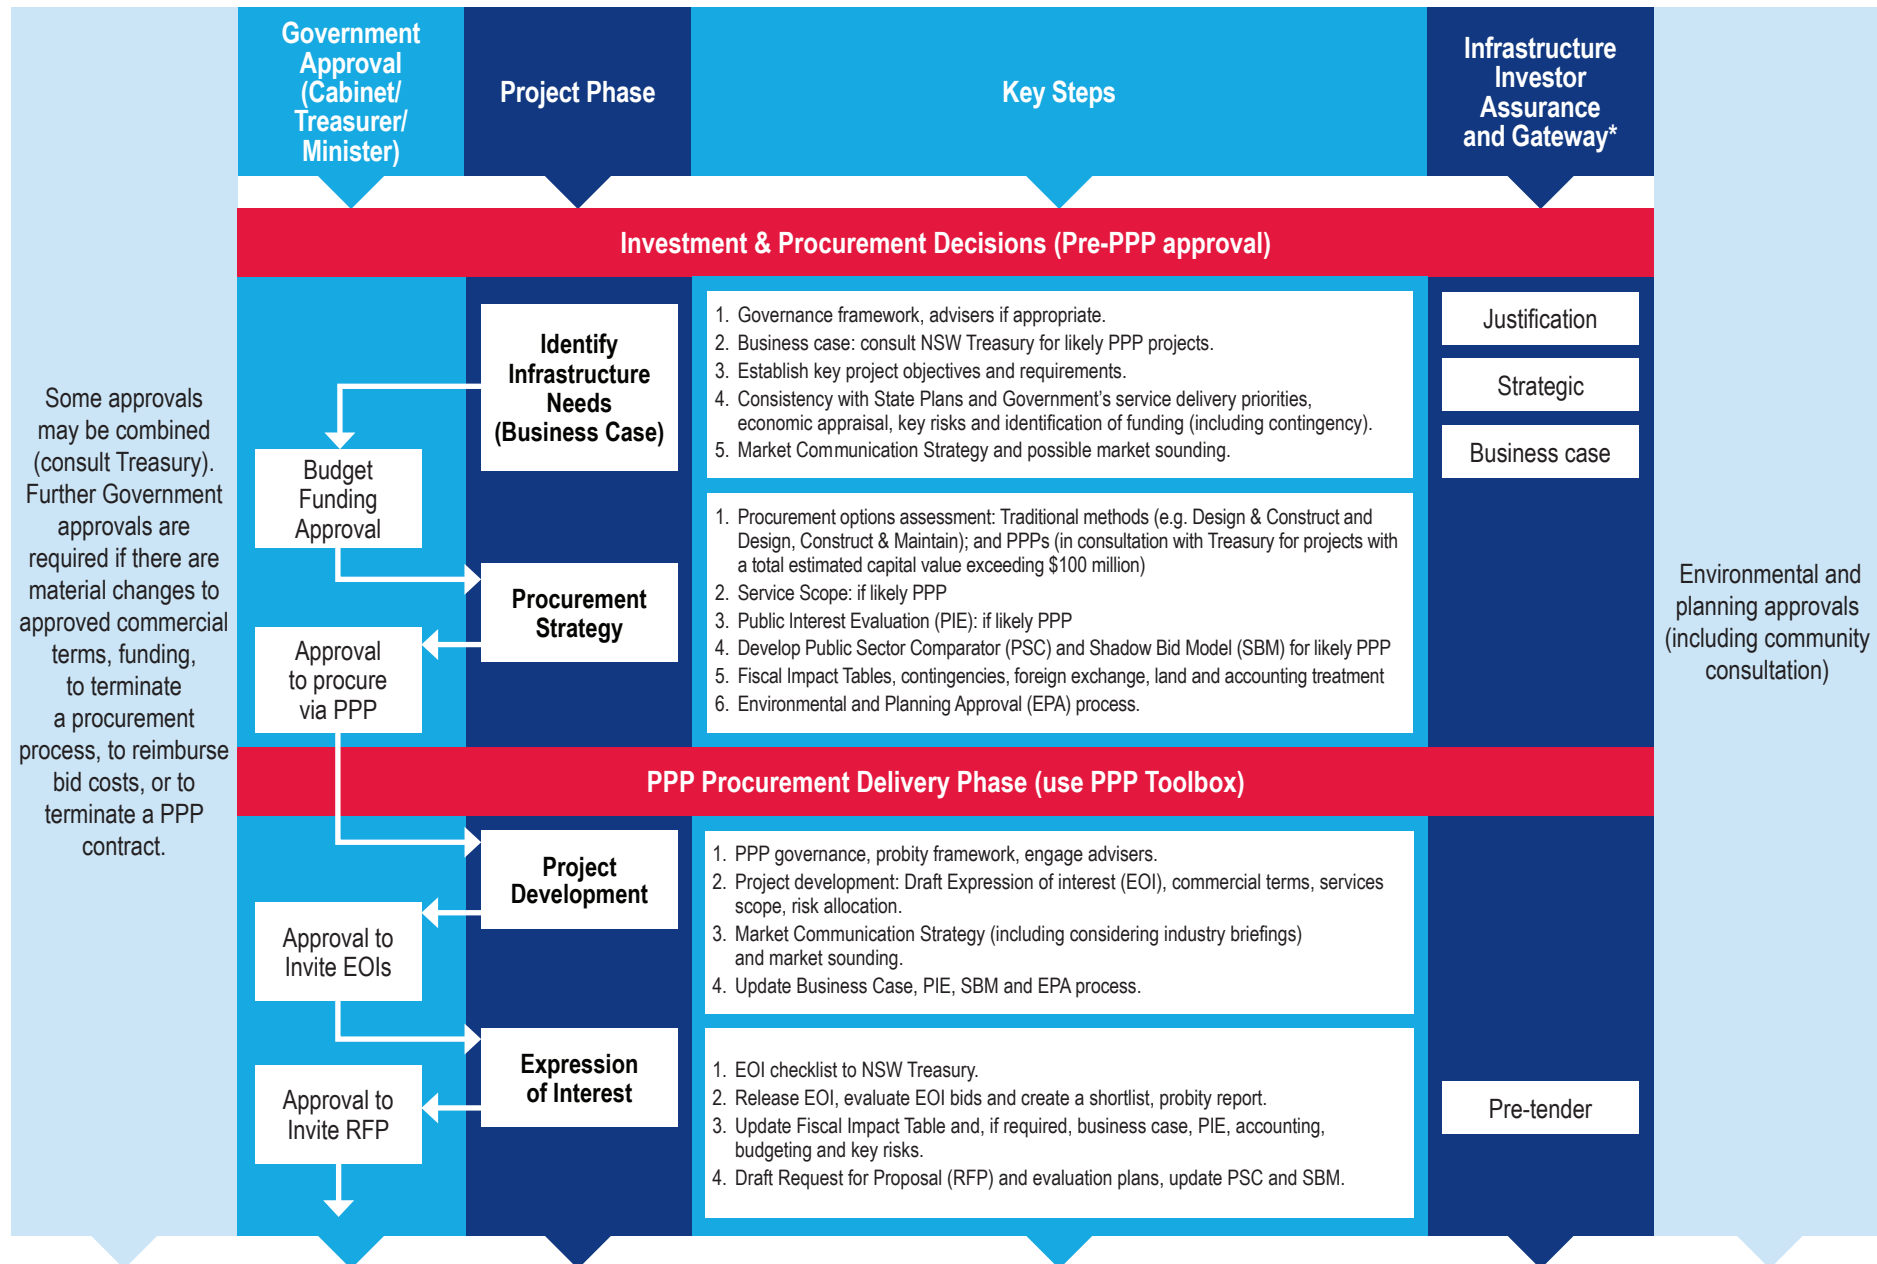 Government
Approval
(Cabinet/
Treasurer/
Minister)
Project Phase
Key Steps
Infrastructure
Investor
Assurance
and Gateway*
Investment & Procurement Decisions (Pre-PPP approval)
Some approvals
may be combined
(consult Treasury).
Further Government
approvals are
required if there are
material changes to
approved commercial
terms, funding,
to terminate
a procurement
process, to reimburse
bid costs, or to
terminate a PPP
contract.
Identify
Infrastructure
Needs
(Business Case)
Budget
Funding
Approval
1. Governance framework, advisers if appropriate.
2. Business case: consult NSW Treasury for likely PPP projects.
3. Establish key project objectives and requirements.
4. Consistency with State Plans and Government's service delivery priorities,
economic appraisal, key risks and identification of funding (including contingency).
5. Market Communication Strategy and possible market sounding.
Justification
Strategic
Business case
Procurement
Strategy
Approval
to procure
via PPP
1. Procurement options assessment: Traditional methods (e.g. Design & Construct and
Design, Construct & Maintain); and PPPs (in consultation with Treasury for projects with
a total estimated capital value exceeding $100 million)
2. Service Scope: if likely PPP
3. Public Interest Evaluation (PIE): if likely PPP
4. Develop Public Sector Comparator (PSC) and Shadow Bid Model (SBM) for likely PPP
5. Fiscal Impact Tables, contingencies, foreign exchange, land and accounting treatment
6. Environmental and Planning Approval (EPA) process.
Environmental and
planning approvals
(including community
consultation)
PPP Procurement Delivery Phase (use PPP Toolbox)
Project
Development
Approval to
Invite EOIs
1. PPP governance, probity framework, engage advisers.
2. Project development: Draft Expression of interest (EOI), commercial terms, services
scope, risk allocation.
3. Market Communication Strategy (including considering industry briefings)
and market sounding.
4. Update Business Case, PIE, SBM and EPA process.
Expression
of Interest
Approval to
Invite RFP
1. EOI checklist to NSW Treasury.
2. Release EOI, evaluate EOI bids and create a shortlist, probity report.
3. Update Fiscal Impact Table and, if required, business case, PIE, accounting,
budgeting and key risks.
4. Draft Request for Proposal (RFP) and evaluation plans, update PSC and SBM.
Pre-tender